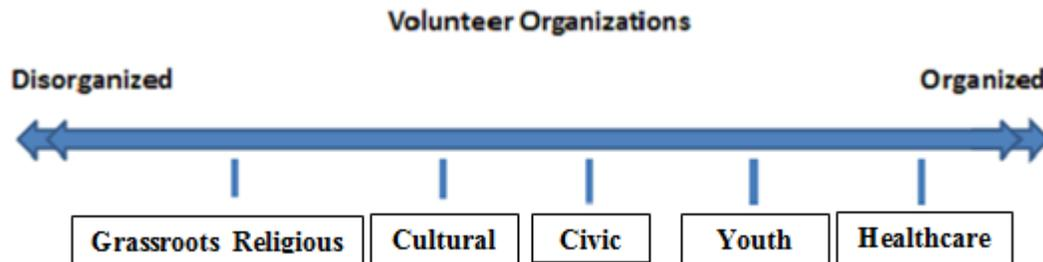 Volunteer Organizations
Disorganized Organized
Grassroots Religious Cultural Civic Youth Healthcare